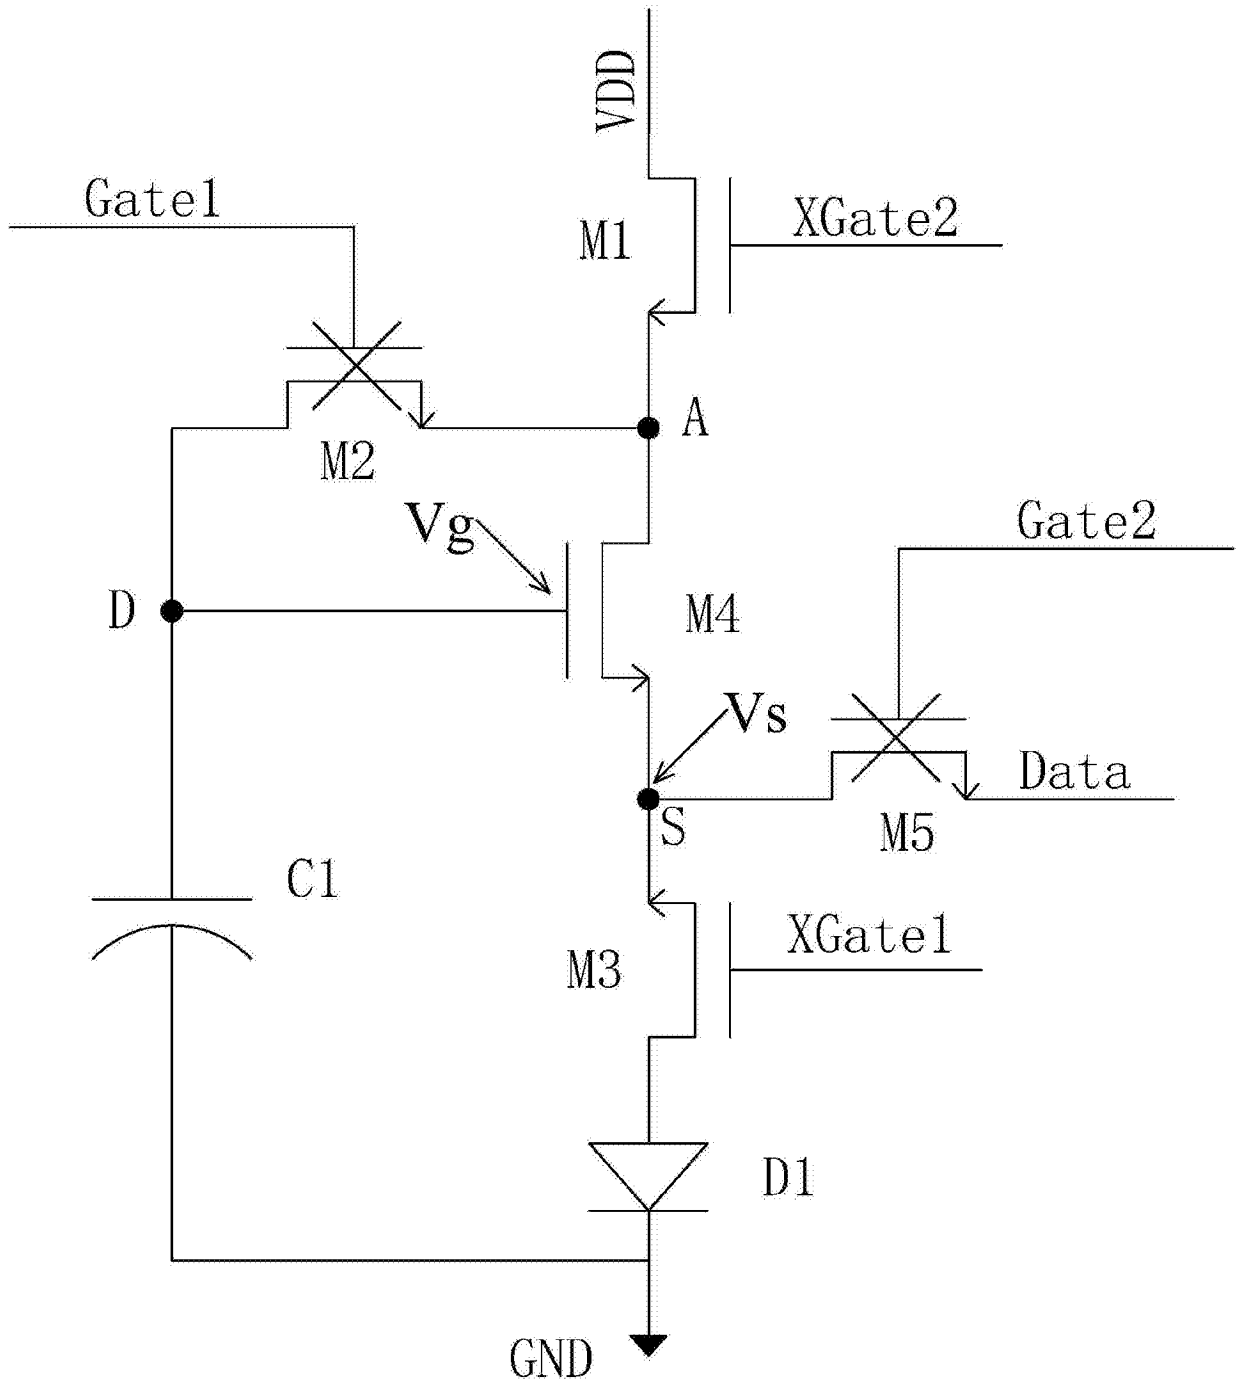 VDD
Gate1
XGate2
M1
A
M2
Vg
Gate2
D
M4
Vs
Data
S
M5
C1
XGate1
M3
D1
GND